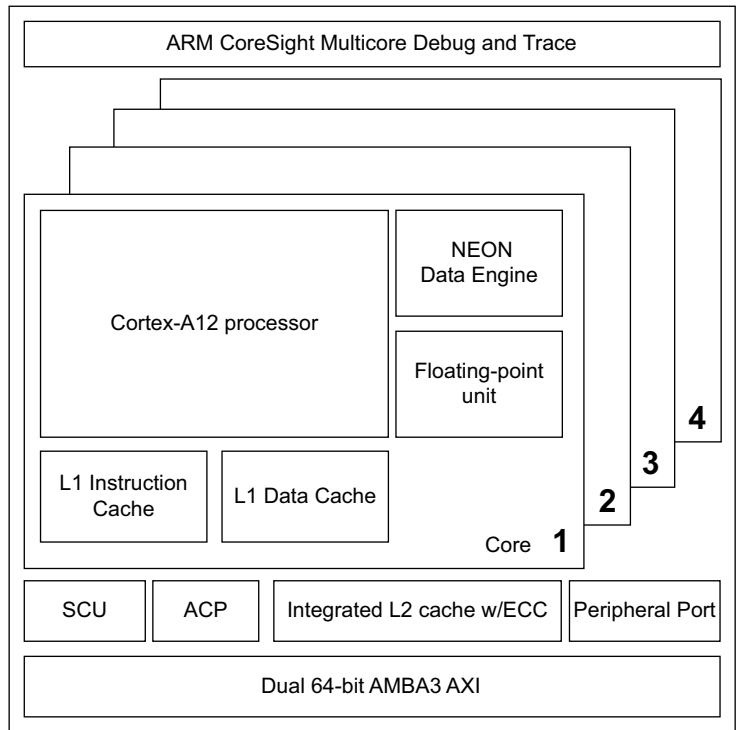 ARM CoreSight Multicore Debug and Trace
NEON
Data Engine
Cortex-A12 processor
Floating-point
unit
4
L1 Instruction
Cache
L1 Data Cache
3
2
Core 1
SCU
ACP
Integrated L2 cache w/ECC
Peripheral Port
Dual 64-bit AMBA3 AXI